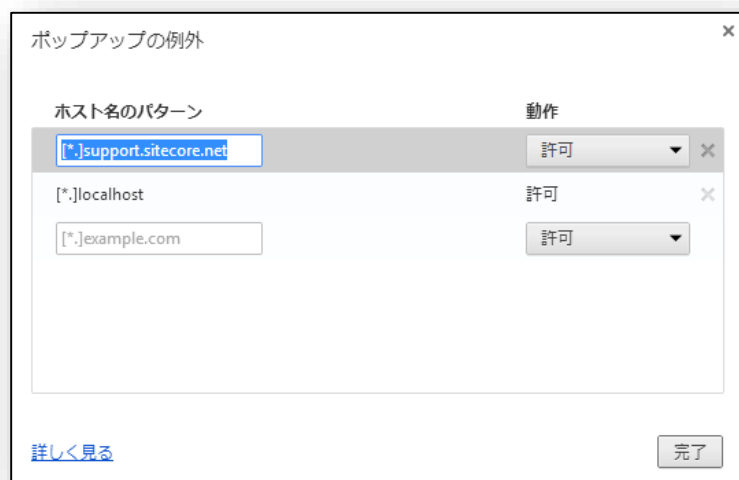 ポップアップの例外
ホスト名のパターン 動作
[*.]support.sitecore.net 許可
[*.]localhost 許可
[*.]example.com 許可
詳しく見る 完了